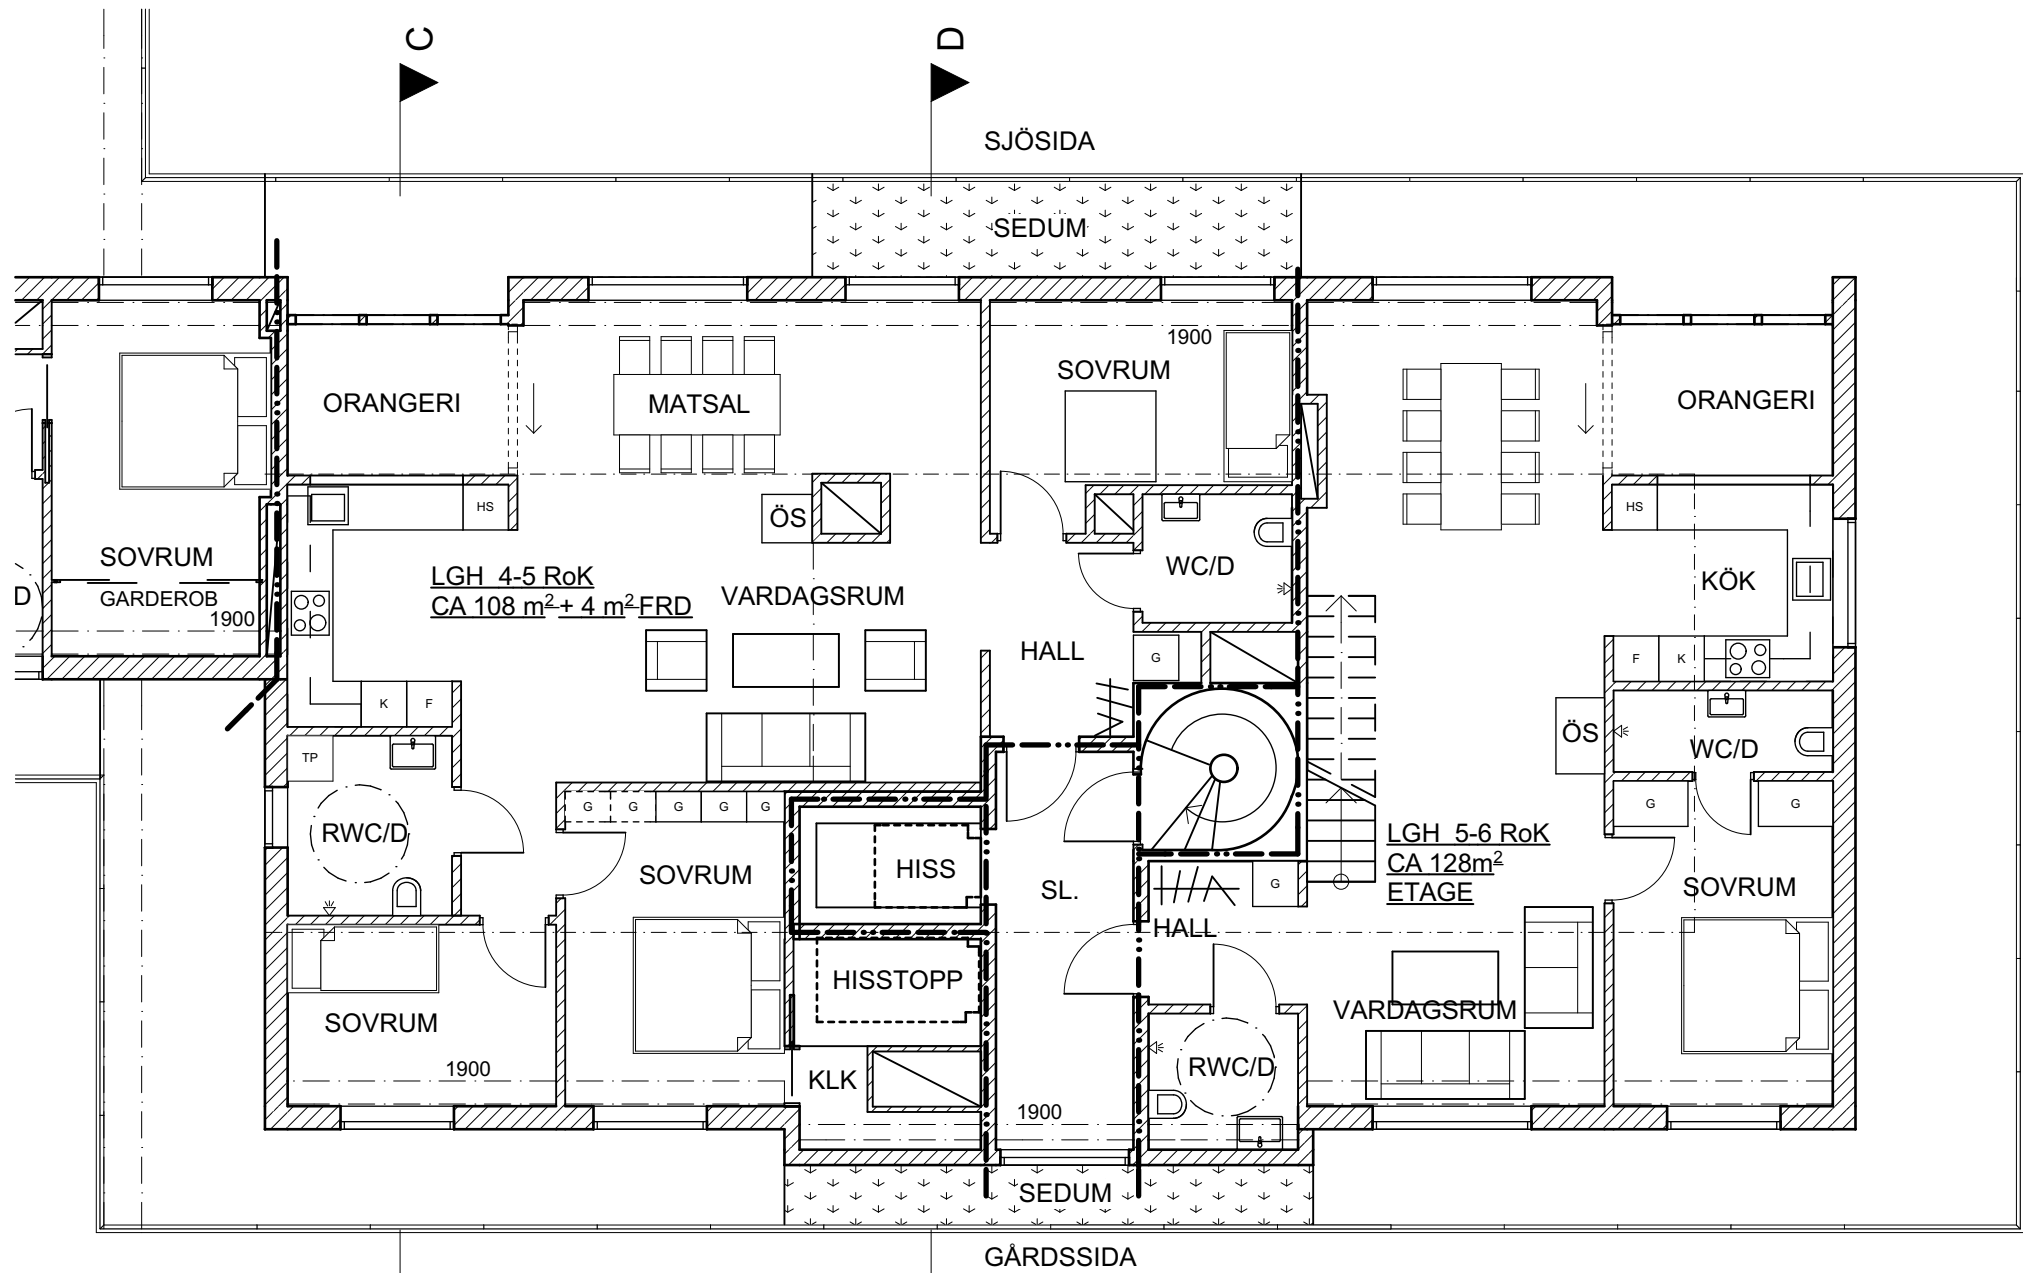 C
D
SJÖSIDA
SEDUM
1900
SOVRUM
ORANGERI
MATSAL
ORANGERI
HS
ÖS
HS
SOVRUM
GARDEROB
1900
D
LGH 4-5 RoK
CA 108 m² + 4 m² FRD
VARDAGSRUM
WC/D
KÖK
HALL
G
F
K
K
F
TP
ÖS
WC/D
RWC/D
G
G
G
G
G
G
G
HISS
SOVRUM
SL.
LGH 5-6 RoK
CA 128m²
ETAGE
G
SOVRUM
HALL
HISSTOPP
SOVRUM
VARDAGSRUM
1900
KLK
RWC/D
1900
SEDUM
GÅRDSSIDA